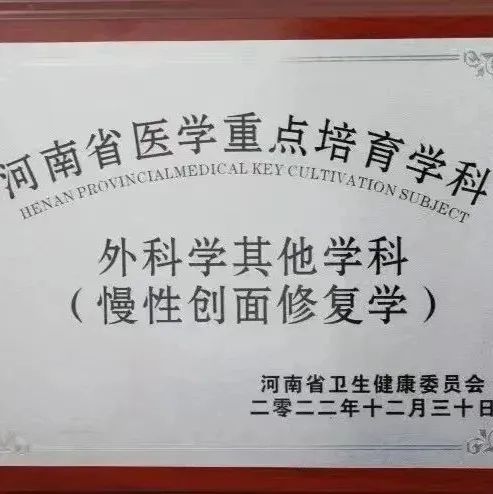 河南省医学重点培育学科
HENAN PROVINCIALMEDICAL KEY CULTIVATION SUBJECT
外科学其他学科
（慢性创面修复学）
河南省卫生健康委员会
二零二二年十二月三十日